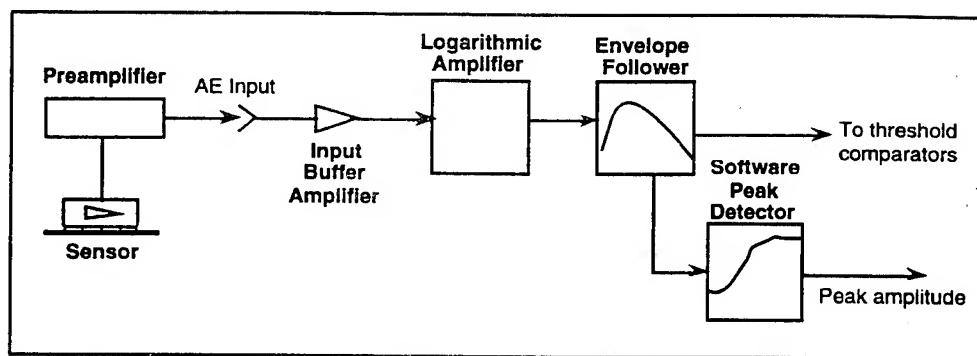 Preamplifier
AE Input
Input
Buffer
Amplifier
Logarithmic
Amplifier
Envelope
Follower
To threshold
comparators
Software
Peak
Detector
Peak amplitude
Sensor